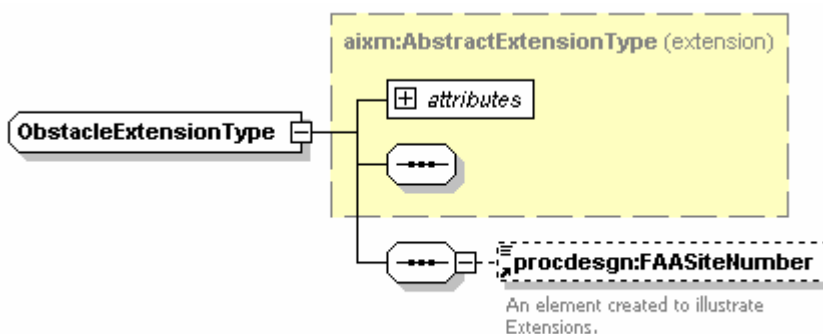 aixm:AbstractExtensionType (extension)
attributes
ObstacleExtensionType
procdesgn:FAASiteNumber
An element created to illustrate
Extensions.